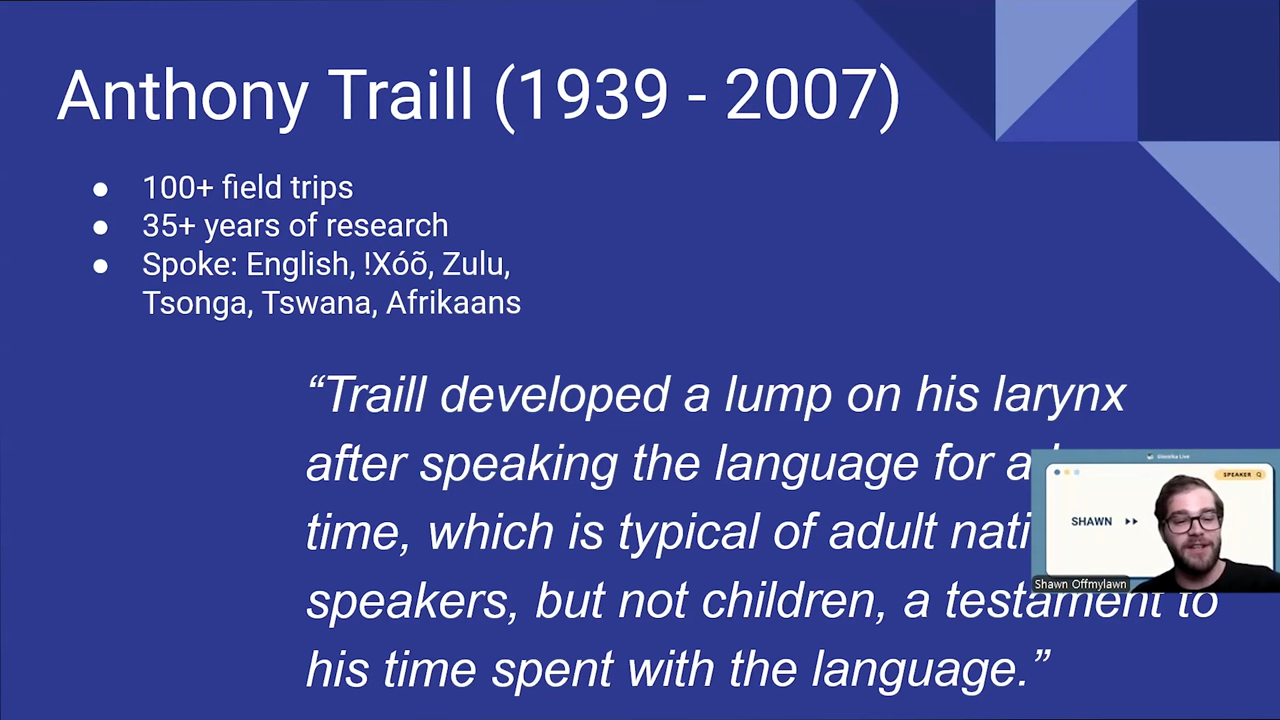 Anthony Traill (1939 - 2007)
● 100+ field trips
● 35+ years of research
● Spoke: English, !Xóõ, Zulu,
Tsonga, Tswana, Afrikaans
“Traill developed a lump on his larynx
after speaking the language for a
time, which is typical of adult
speakers, but not children, a testament to
his time spent with the language.”
SPEAKER
SHAWN
Shawn Offmylawn